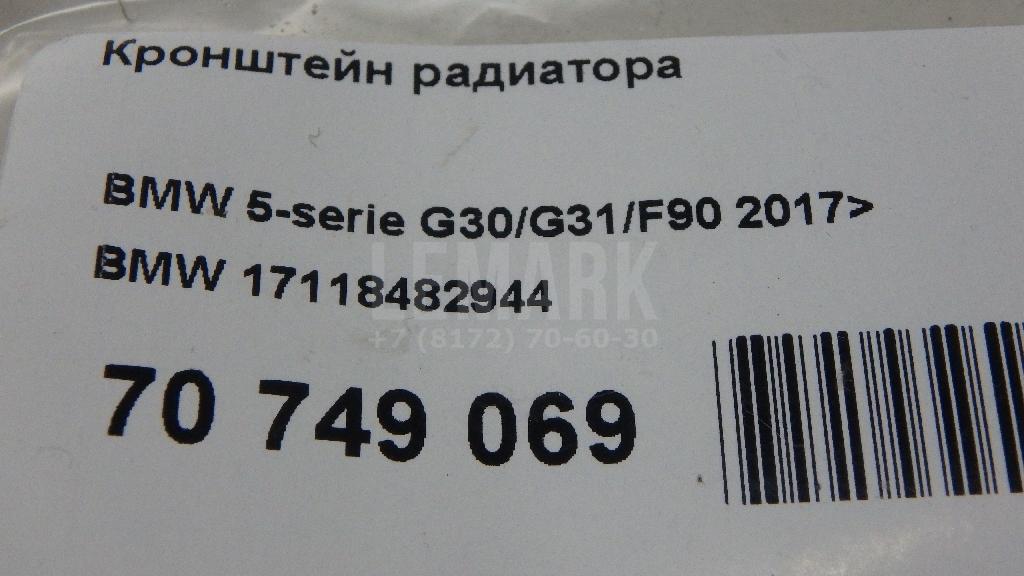 Кронштейн радиатора
BMW 5-serie G30/G31/F90 2017>
BMW 17118482944
LEMARK
+7 (8172) 70-60-30
70 749 069